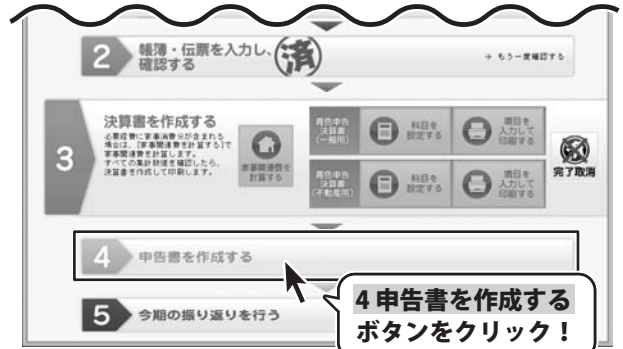 2
帳簿・伝票を入力し、
確認する
済
→ もう一度確認する
3
決算書を作成する
必要経費に家事消費分が含まれる
場合は、[家事関連費を計算する]で
家事関連費を計算します。
すべての集計数値を確認したら、
決算書を作成して印刷します。
家事関連費を
計算する
青色申告
決算書
(一般用)
科目を
設定する
項目を
入力して
印刷する
青色申告
決算書
(不動産用)
科目を
設定する
項目を
入力して
印刷する
完了取消
4
申告書を作成する
5
今期の振り返りを行う
4 申告書を作成する
ボタンをクリック！